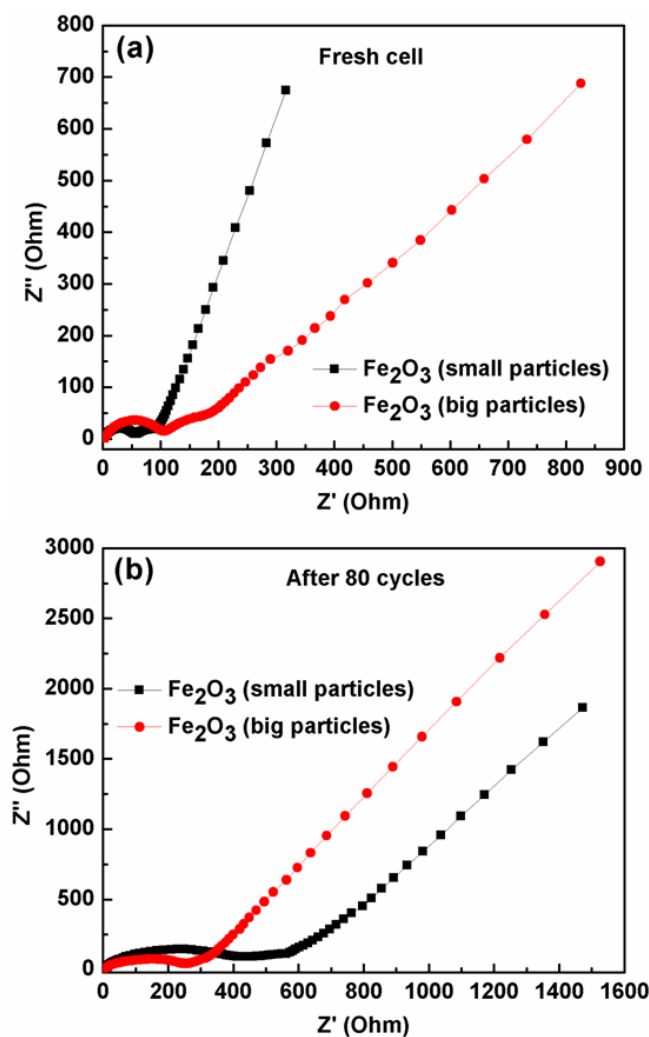 (a)
Fresh cell
800
700
600
500
400
300
200
100
0
Z'' (Ohm)
Fe₂O₃ (small particles)
Fe₂O₃ (big particles)
0 100 200 300 400 500 600 700 800 900
Z' (Ohm)
(b)
After 80 cycles
3000
2500
2000
1500
1000
500
0
Z'' (Ohm)
Fe₂O₃ (small particles)
Fe₂O₃ (big particles)
0 200 400 600 800 1000 1200 1400 1600
Z' (Ohm)